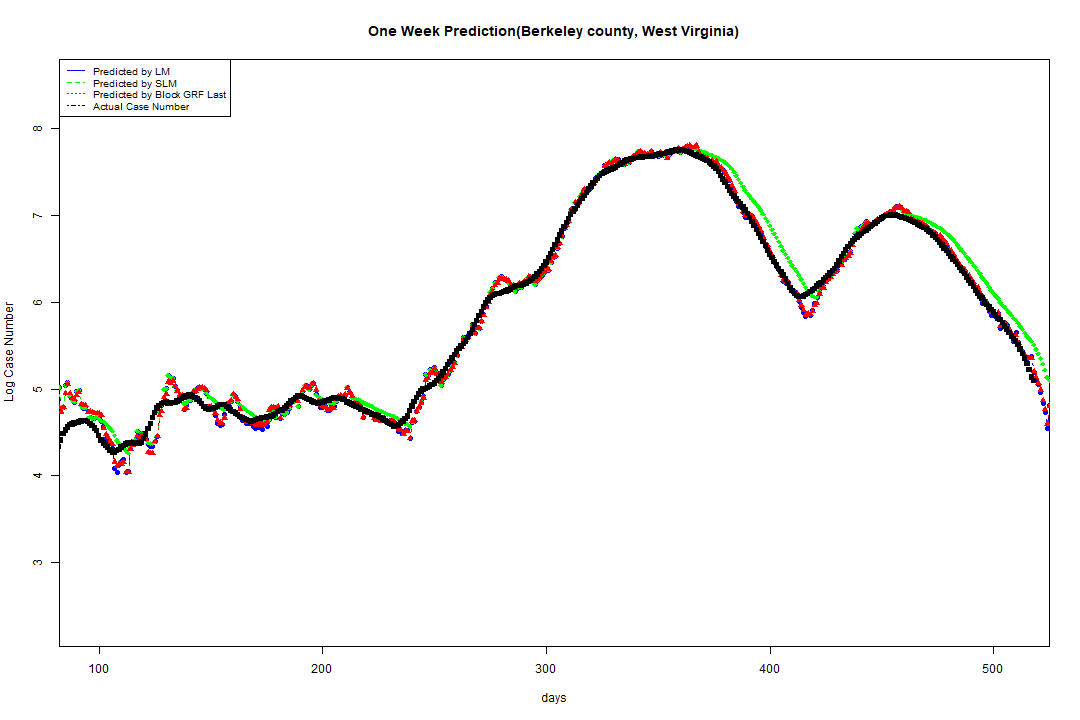 One Week Prediction(Berkeley county, West Virginia)
Predicted by LM
Predicted by SLM
Predicted by Block GRF Last
Actual Case Number
8
7
6
5
4
3
Log Case Number
100 200 300 400 500
days